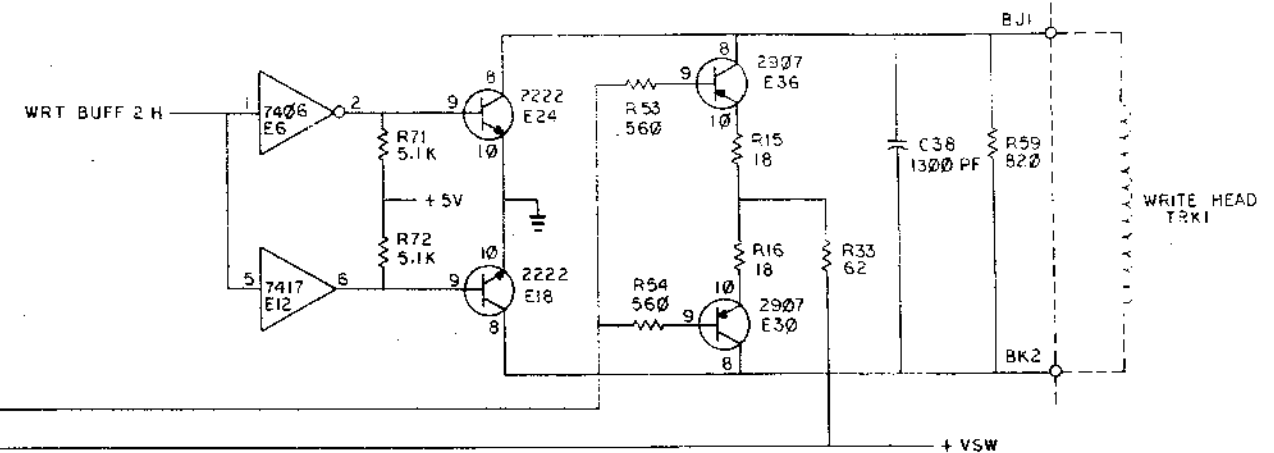 BJ1
8
2907
E36
8
9
R53
560
2222
E24
9
1
7406
E6
2
WRT BUFF 2 H
R71
5.1K
10
10
R15
18
C38
1300 PF
R59
820
+5V
WRITE HEAD
TRK1
R72
5.1K
10
R16
18
R33
62
5
7417
E12
6
9
2222
E18
8
R54
560
9
10
2907
E30
8
BK2
+ VSW